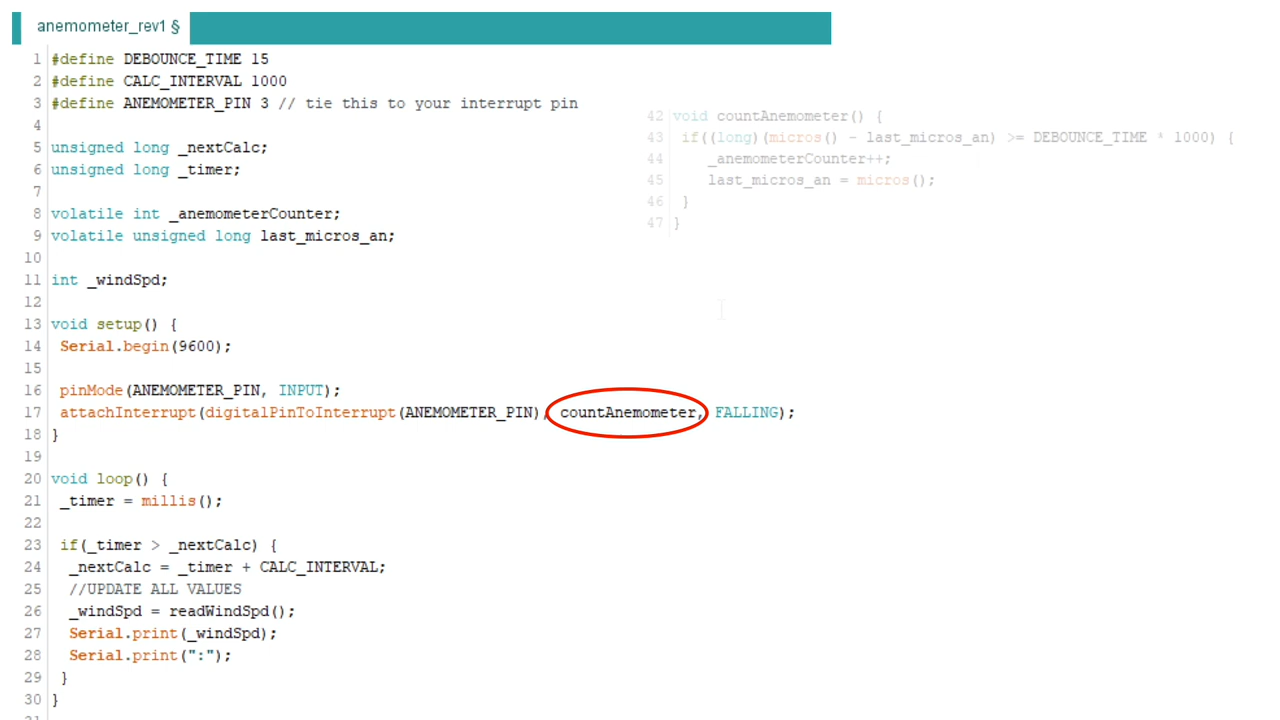 anemometer_rev1 §
1 #define DEBOUNCE_TIME 15
2 #define CALC_INTERVAL 1000
3 #define ANEMOMETER_PIN 3 // tie this to your interrupt pin
4
5 unsigned long _nextCalc;
6 unsigned long _timer;
7
8 volatile int _anemometerCounter;
9 volatile unsigned long last_micros_an;
10
11 int _windSpd;
12
13 void setup() {
14 Serial.begin(9600);
15
16 pinMode(ANEMOMETER_PIN, INPUT);
17 attachInterrupt(digitalPinToInterrupt(ANEMOMETER_PIN), countAnemometer, FALLING);
18 }
19
20 void loop() {
21 _timer = millis();
22
23 if(_timer > _nextCalc) {
24 _nextCalc = _timer + CALC_INTERVAL;
25 //UPDATE ALL VALUES
26 _windSpd = readWindSpd();
27 Serial.print(_windSpd);
28 Serial.print(":");
29 }
30 }
42 void countAnemometer() {
43 if((long)(micros() - last_micros_an) >= DEBOUNCE_TIME * 1000) {
44 _anemometerCounter++;
45 last_micros_an = micros();
46 }
47 }